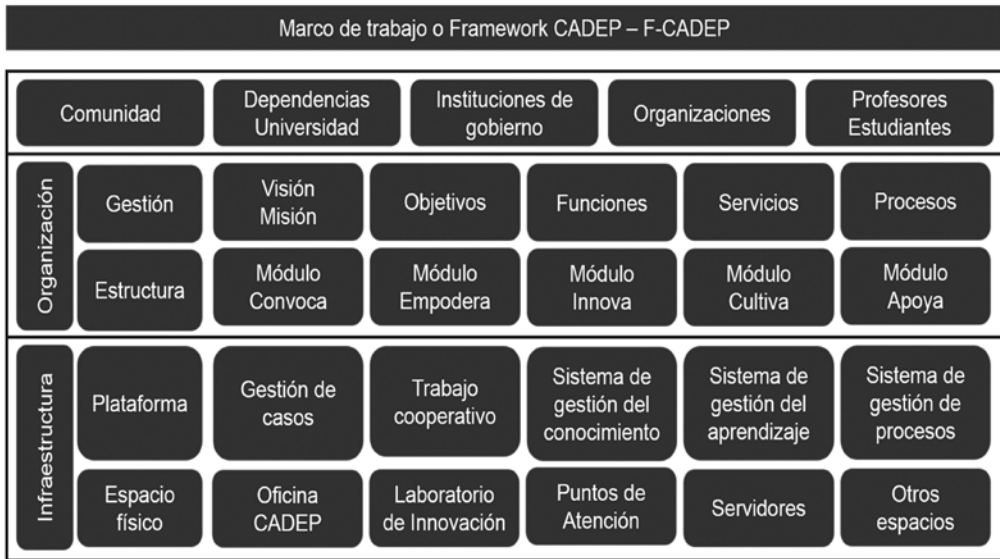 Marco de trabajo o Framework CADEP – F-CADEP
Comunidad
Dependencias
Universidad
Instituciones de
gobierno
Organizaciones
Profesores
Estudiantes
Organización
Gestión
Visión
Misión
Objetivos
Funciones
Servicios
Procesos
Estructura
Módulo
Convoca
Módulo
Empodera
Módulo
Innova
Módulo
Cultiva
Módulo
Apoya
Infraestructura
Plataforma
Gestión de
casos
Trabajo
cooperativo
Sistema de
gestión del
conocimiento
Sistema de
gestión del
aprendizaje
Sistema de
gestión de
procesos
Espacio
físico
Oficina
CADEP
Laboratorio
de Innovación
Puntos de
Atención
Servidores
Otros
espacios